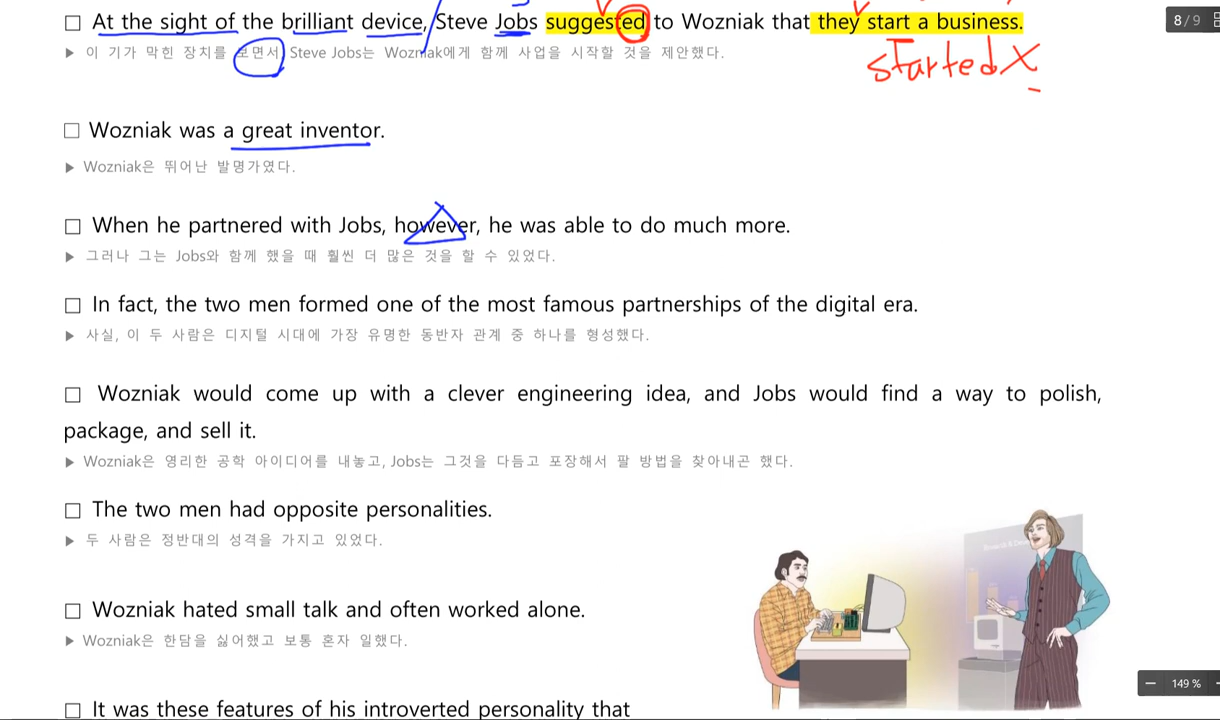 □ At the sight of the brilliant device, Steve Jobs suggested to Wozniak that they start a business.
▶ 이 기가 막힌 장치를 보면서 Steve Jobs는 Wozniak에게 함께 사업을 시작할 것을 제안했다.
started X
□ Wozniak was a great inventor.
▶ Wozniak은 뛰어난 발명가였다.
□ When he partnered with Jobs, however, he was able to do much more.
▶ 그러나 그는 Jobs와 함께 했을 때 훨씬 더 많은 것을 할 수 있었다.
□ In fact, the two men formed one of the most famous partnerships of the digital era.
▶ 사실, 이 두 사람은 디지털 시대에 가장 유명한 동반자 관계 중 하나를 형성했다.
□ Wozniak would come up with a clever engineering idea, and Jobs would find a way to polish,
package, and sell it.
▶ Wozniak은 영리한 공학 아이디어를 내놓고, Jobs는 그것을 다듬고 포장해서 팔 방법을 찾아내곤 했다.
□ The two men had opposite personalities.
▶ 두 사람은 정반대의 성격을 가지고 있었다.
□ Wozniak hated small talk and often worked alone.
▶ Wozniak은 한담을 싫어했고 보통 혼자 일했다.
□ It was these features of his introverted personality that
8 / 9
149 %